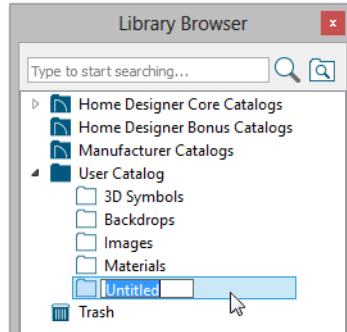 Library Browser
x
Type to start searching...
Home Designer Core Catalogs
Home Designer Bonus Catalogs
Manufacturer Catalogs
User Catalog
3D Symbols
Backdrops
Images
Materials
Untitled
Trash